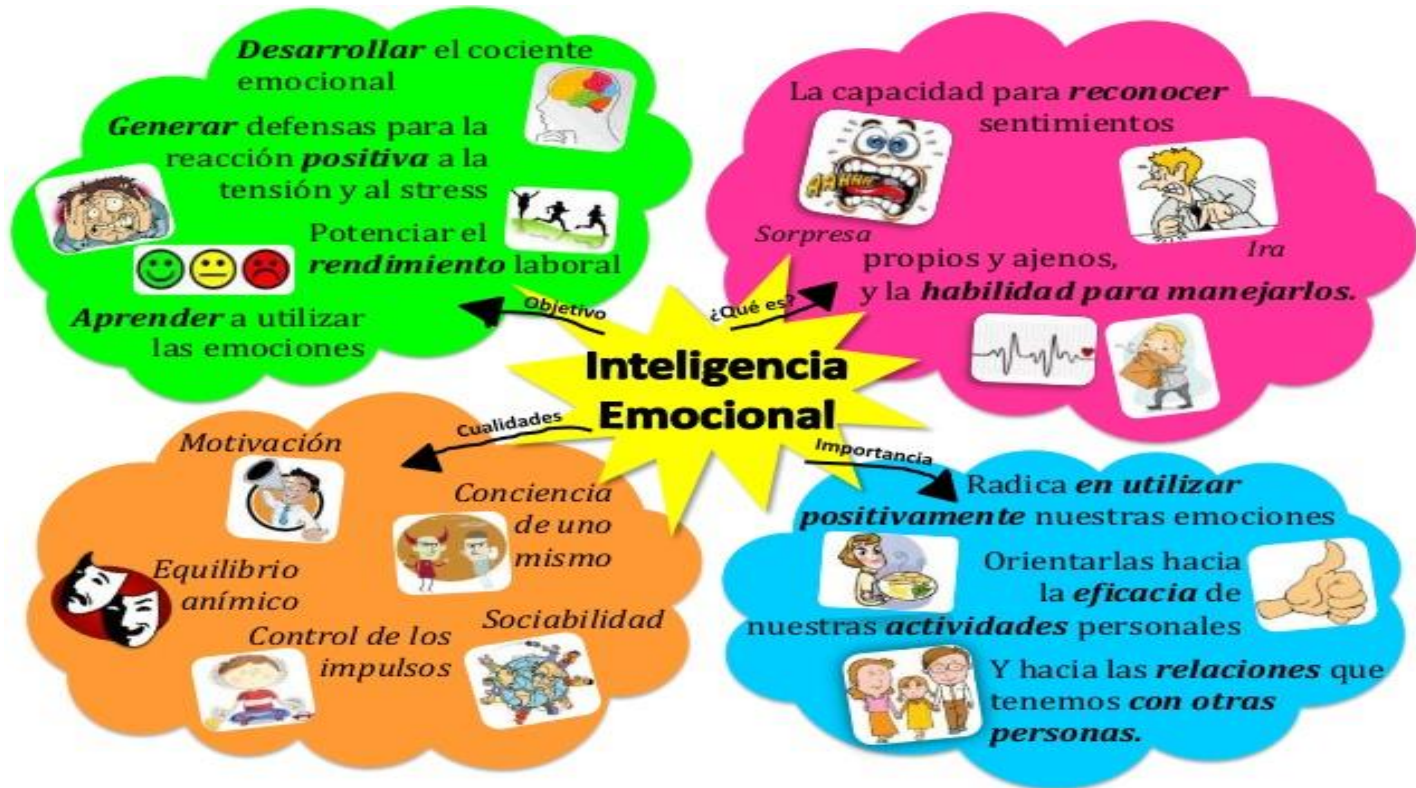 Desarrollar el cociente
emocional
Generar defensas para la
reacción positiva a la
tensión y al stress
Potenciar el
rendimiento laboral
Aprender a utilizar
las emociones
Objetivo
La capacidad para reconocer
sentimientos
AAHHH
Sorpresa
Ira
propios y ajenos,
y la habilidad para manejarlos.
¿Qué es?
Inteligencia
Emocional
Cualidades
Motivación
Conciencia
de uno
mismo
Equilibrio
anímico
Sociabilidad
Control de los
impulsos
Importancia
Radica en utilizar
positivamente nuestras emociones
Orientarlas hacia
la eficacia de
nuestras actividades personales
Y hacia las relaciones que
tenemos con otras
personas.